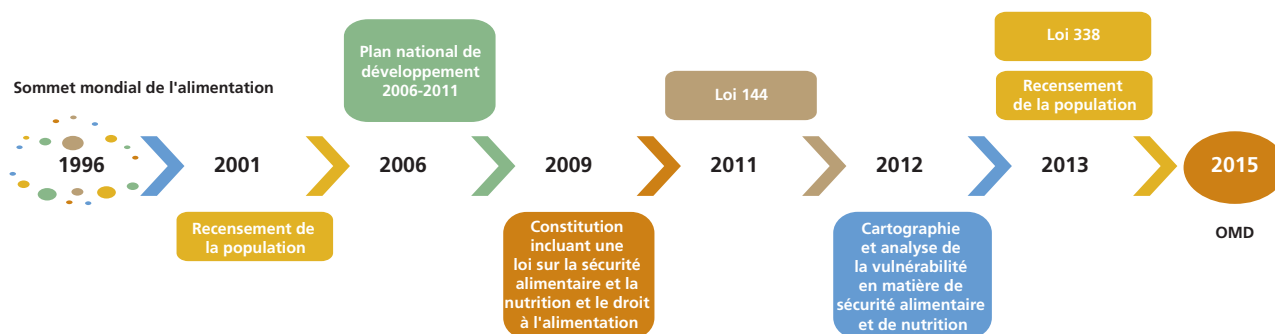 Sommet mondial de l'alimentation
1996
2001
Recensement de
la population
Plan national de
développement
2006-2011
2006
2009
Constitution
incluant une
loi sur la sécurité
alimentaire et la
nutrition et le droit
à l'alimentation
Loi 144
2011
2012
Cartographie
et analyse de
la vulnérabilité
en matière de
sécurité alimentaire
et de nutrition
Loi 338
Recensement
de la population
2013
2015
OMD